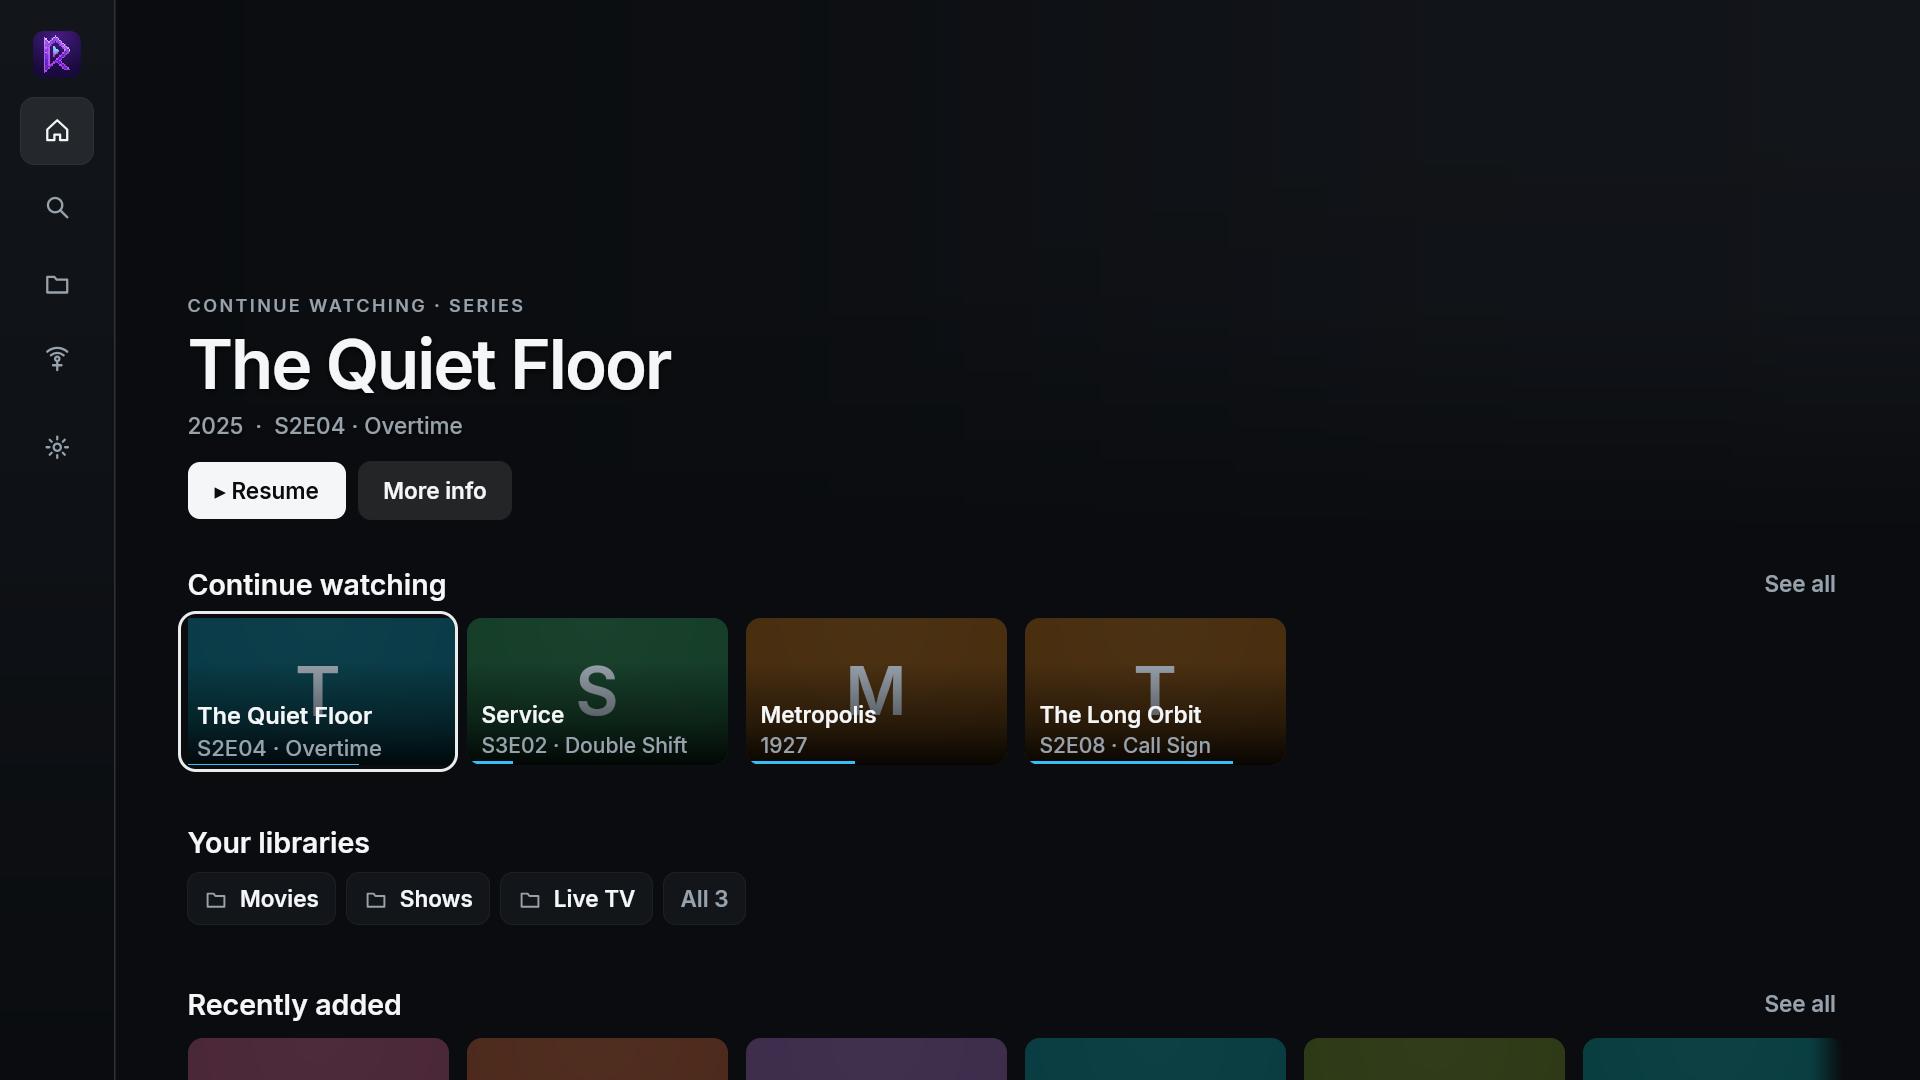 CONTINUE WATCHING · SERIES
The Quiet Floor
2025 · S2E04 · Overtime
▸ Resume
More info
Continue watching
See all
T
The Quiet Floor
S2E04 · Overtime
S
Service
S3E02 · Double Shift
M
Metropolis
1927
T
The Long Orbit
S2E08 · Call Sign
Your libraries
Movies
Shows
Live TV
All 3
Recently added
See all